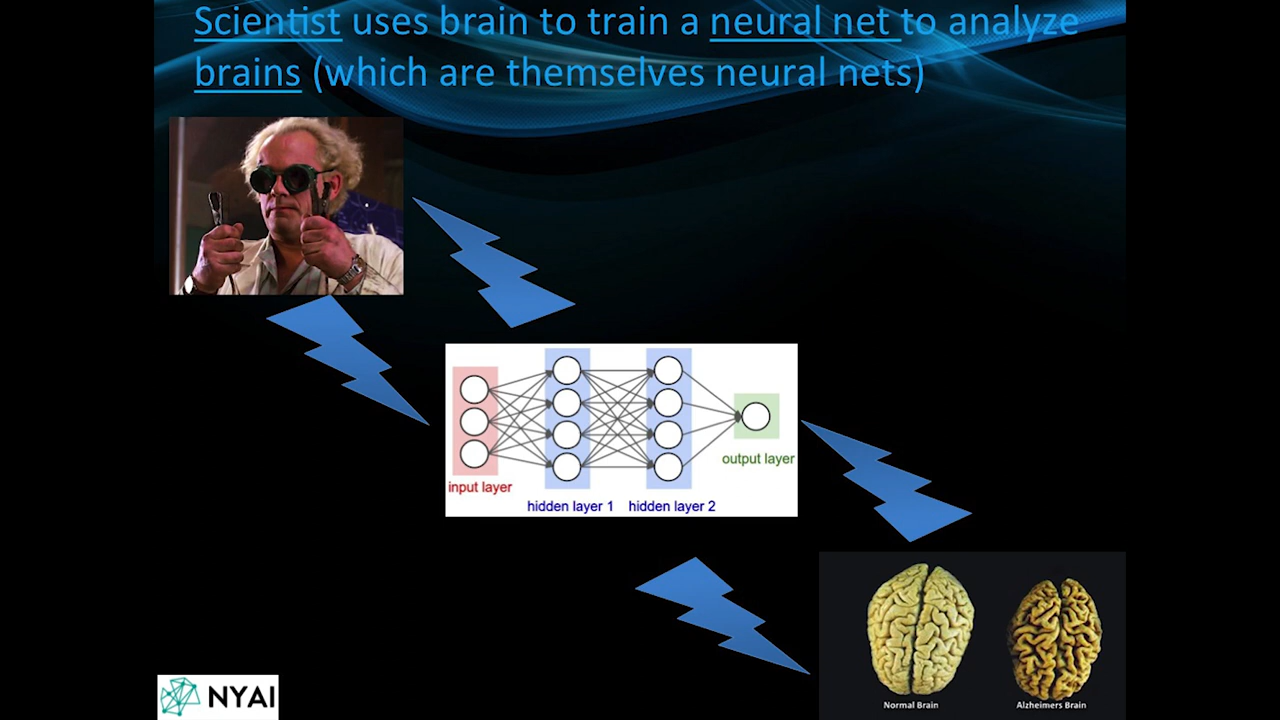 Scientist uses brain to train a neural net to analyze
brains (which are themselves neural nets)
input layer
hidden layer 1
hidden layer 2
output layer
Normal Brain
Alzheimers Brain
NYAI